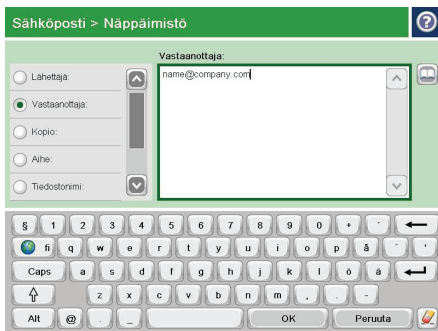 Sähköposti > Näppäimistö
Vastaanottaja:
Lähettäjä:
Vastaanottaja:
Kopio:
Aihe:
Tiedostonimi:
name@company.com
§ 1 2 3 4 5 6 7 8 9 0 +
fi q w e r t y u i o p å
Caps a s d f g h j k l ö ä
z x c v b n m , . -
Alt @ . _ OK Peruuta